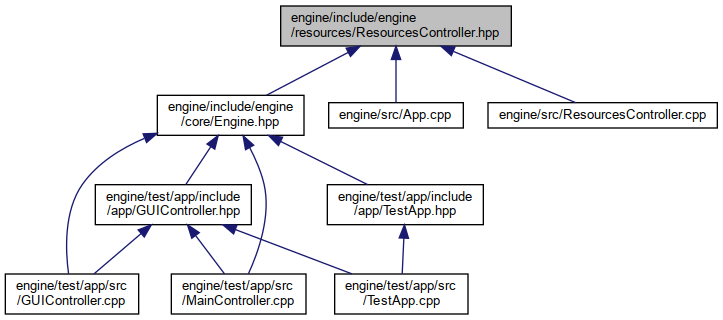 engine/include/engine
/resources/ResourcesController.hpp
engine/include/engine
/core/Engine.hpp
engine/src/App.cpp
engine/src/ResourcesController.cpp
engine/test/app/include
/app/GUIController.hpp
engine/test/app/include
/app/TestApp.hpp
engine/test/app/src
/GUIController.cpp
engine/test/app/src
/MainController.cpp
engine/test/app/src
/TestApp.cpp